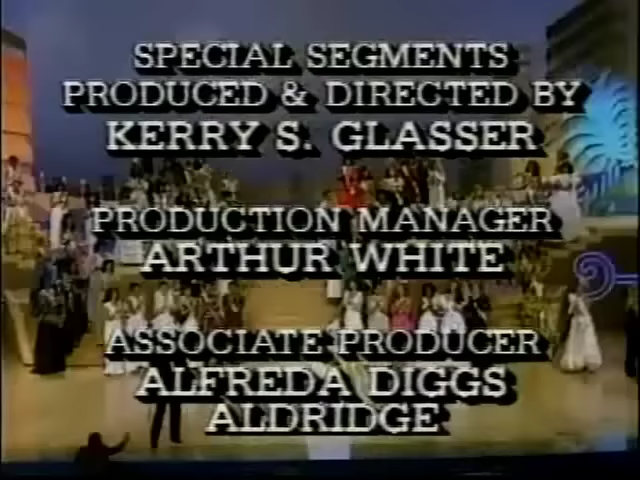 SPECIAL SEGMENTS
PRODUCED & DIRECTED BY
KERRY S. GLASSER
PRODUCTION MANAGER
ARTHUR WHITE
ASSOCIATE PRODUCER
ALFREDA DIGGS
ALDRIDGE